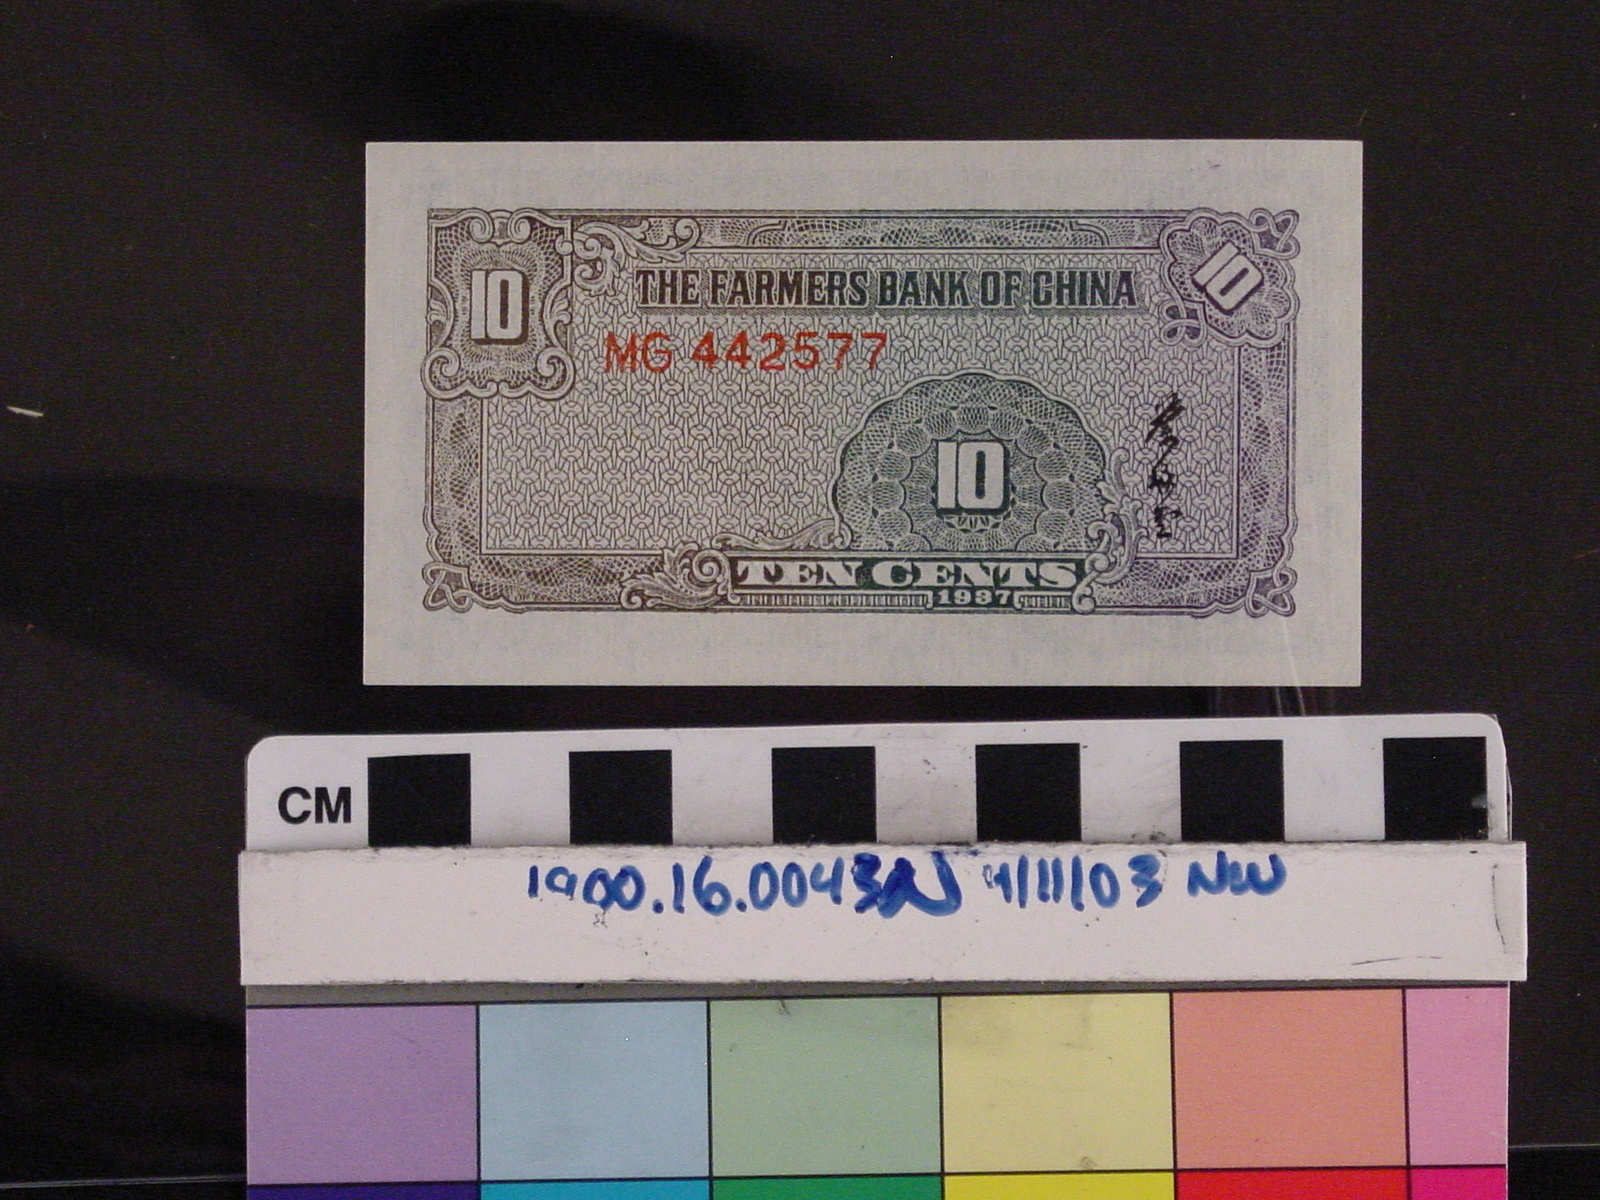 10
10
THE FARMERS BANK OF CHINA
MG 442577
10
TEN CENTS
1937
CM
1900.16.0043N 4/11/03 NW